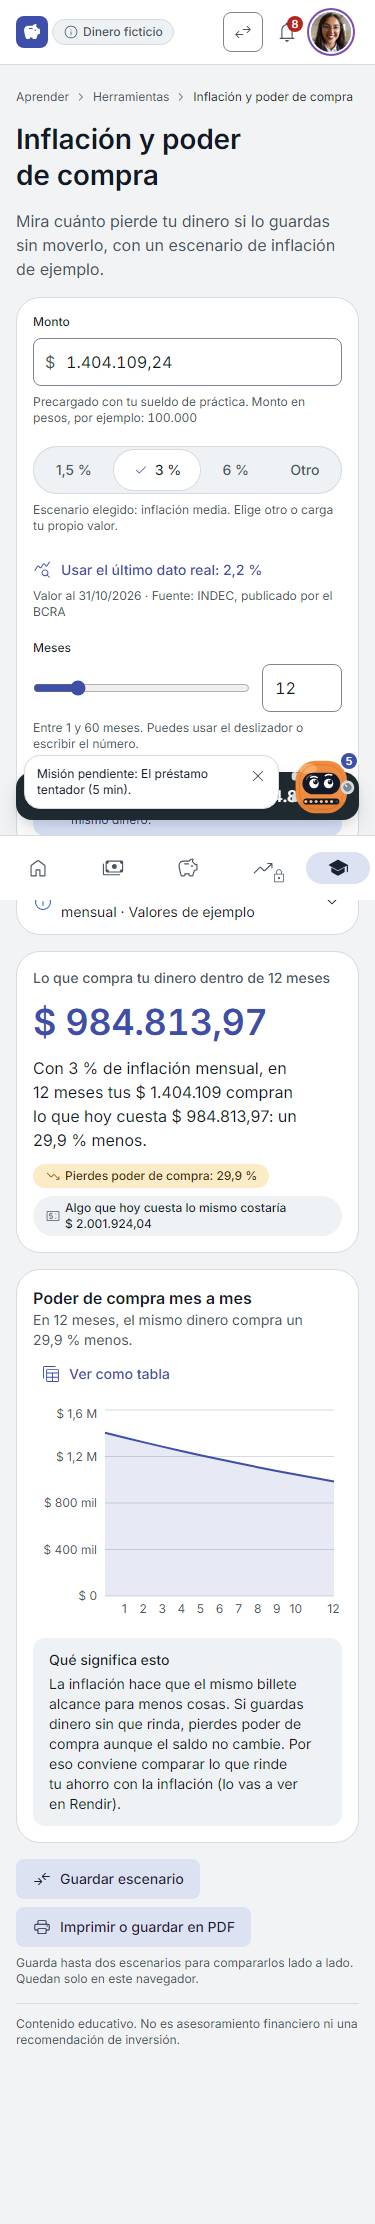 Dinero ficticio
8
Aprender > Herramientas > Inflación y poder de compra
Inflación y poder
de compra
Mira cuánto pierde tu dinero si lo guardas
sin moverlo, con un escenario de inflación
de ejemplo.
Monto
$ 1.404.109,24
Precargado con tu sueldo de práctica. Monto en
pesos, por ejemplo: 100.000
1,5 % 3 % 6 % Otro
Escenario elegido: inflación media. Elige otro o carga
tu propio valor.
Usar el último dato real: 2,2 %
Valor al 31/10/2026 · Fuente: INDEC, publicado por el
BCRA
Meses
12
Entre 1 y 60 meses. Puedes usar el deslizador o
escribir el número.
5
Misión pendiente: El préstamo
tentador (5 min).
mismo dinero.
mensual · Valores de ejemplo
Lo que compra tu dinero dentro de 12 meses
$ 984.813,97
Con 3 % de inflación mensual, en
12 meses tus $ 1.404.109 compran
lo que hoy cuesta $ 984.813,97: un
29,9 % menos.
Pierdes poder de compra: 29,9 %
Algo que hoy cuesta lo mismo costaría
$ 2.001.924,04
Poder de compra mes a mes
En 12 meses, el mismo dinero compra un
29,9 % menos.
Ver como tabla
$ 1,6 M
$ 1,2 M
$ 800 mil
$ 400 mil
$ 0
1 2 3 4 5 6 7 8 9 10 12
Qué significa esto
La inflación hace que el mismo billete
alcance para menos cosas. Si guardas
dinero sin que rinda, pierdes poder de
compra aunque el saldo no cambie. Por
eso conviene comparar lo que rinde
tu ahorro con la inflación (lo vas a ver
en Rendir).
Guardar escenario
Imprimir o guardar en PDF
Guarda hasta dos escenarios para compararlos lado a lado.
Quedan solo en este navegador.
Contenido educativo. No es asesoramiento financiero ni una
recomendación de inversión.